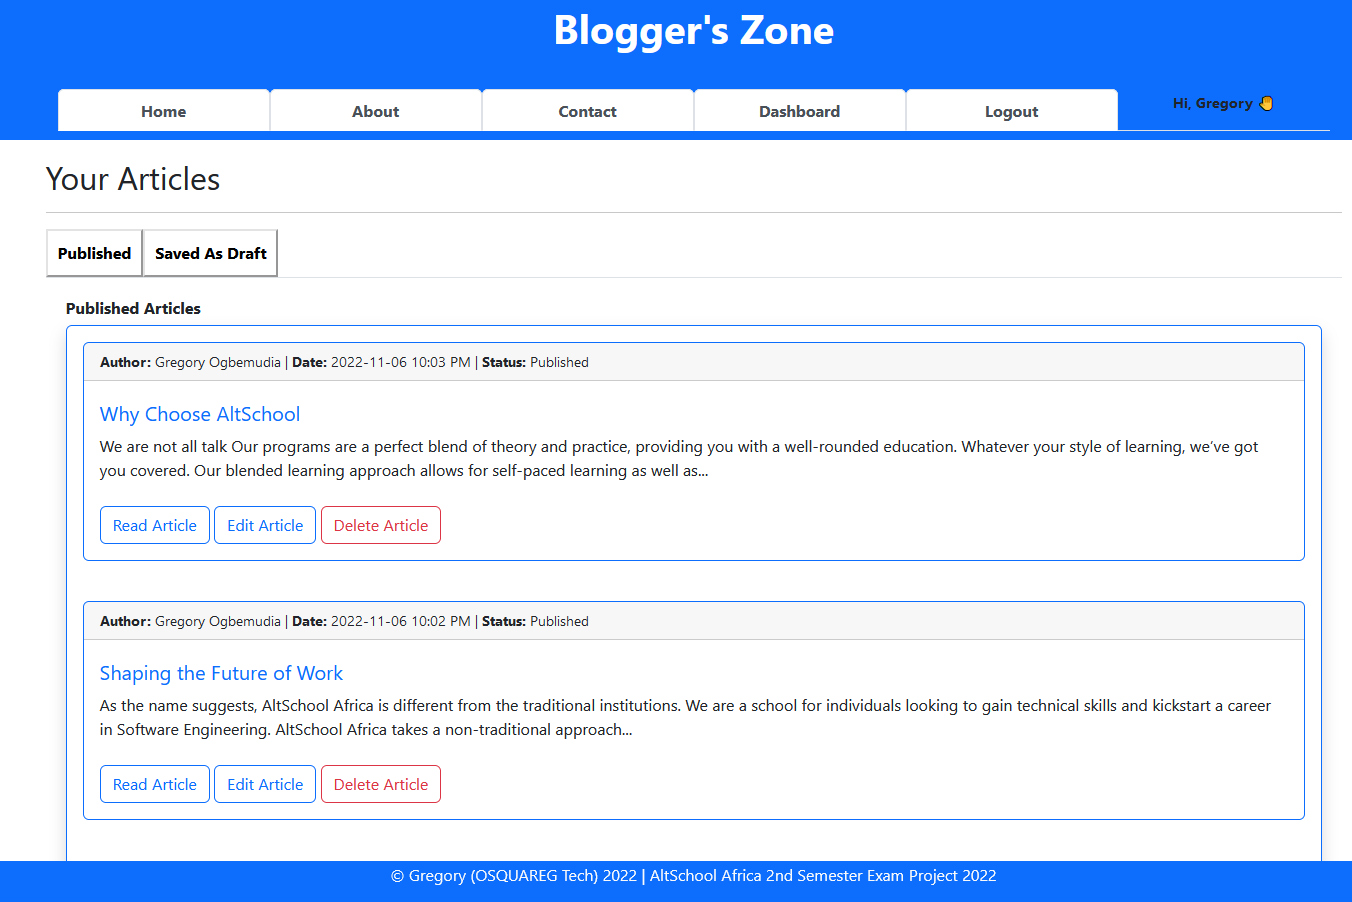 Blogger's Zone
Home
About
Contact
Dashboard
Logout
Hi, Gregory 🤚
Your Articles
Published
Saved As Draft
Published Articles
Author: Gregory Ogbemudia | Date: 2022-11-06 10:03 PM | Status: Published
Why Choose AltSchool
We are not all talk Our programs are a perfect blend of theory and practice, providing you with a well-rounded education. Whatever your style of learning, we’ve got
you covered. Our blended learning approach allows for self-paced learning as well as...
Read Article
Edit Article
Delete Article
Author: Gregory Ogbemudia | Date: 2022-11-06 10:02 PM | Status: Published
Shaping the Future of Work
As the name suggests, AltSchool Africa is different from the traditional institutions. We are a school for individuals looking to gain technical skills and kickstart a career
in Software Engineering. AltSchool Africa takes a non-traditional approach...
Read Article
Edit Article
Delete Article
© Gregory (OSQUAREG Tech) 2022 | AltSchool Africa 2nd Semester Exam Project 2022